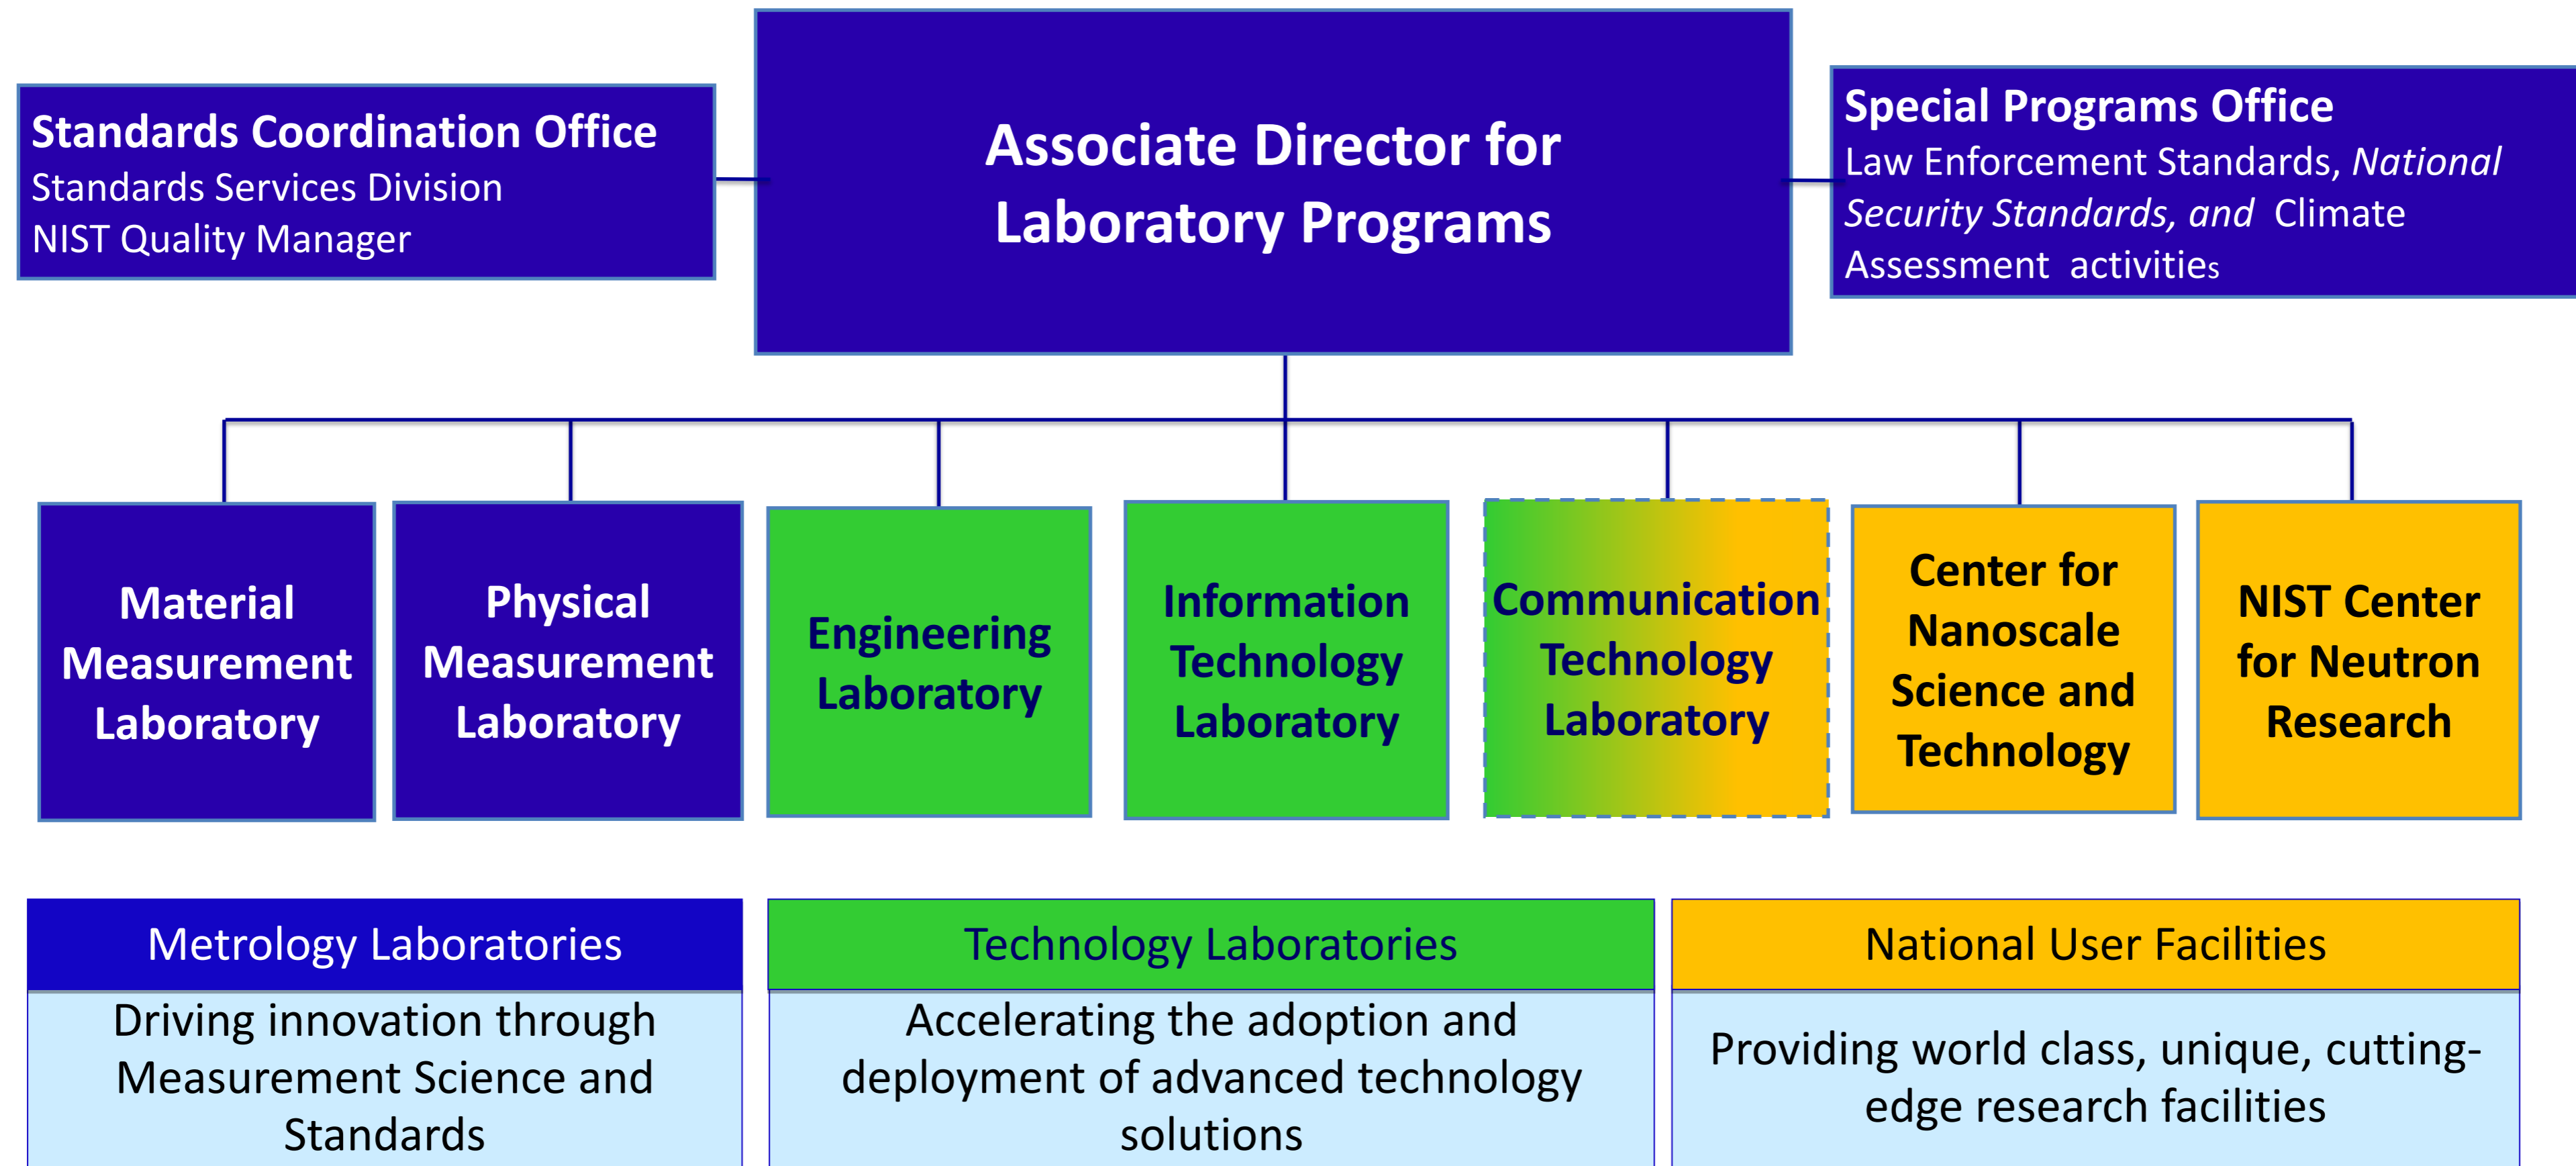 Standards Coordination Office
Standards Services Division
NIST Quality Manager
Associate Director for
Laboratory Programs
Special Programs Office
Law Enforcement Standards, National
Security Standards, and Climate
Assessment activities
Material
Measurement
Laboratory
Physical
Measurement
Laboratory
Engineering
Laboratory
Information
Technology
Laboratory
Communication
Technology
Laboratory
Center for
Nanoscale
Science and
Technology
NIST Center
for Neutron
Research
Metrology Laboratories
Driving innovation through
Measurement Science and
Standards
Technology Laboratories
Accelerating the adoption and
deployment of advanced technology
solutions
National User Facilities
Providing world class, unique, cutting-
edge research facilities